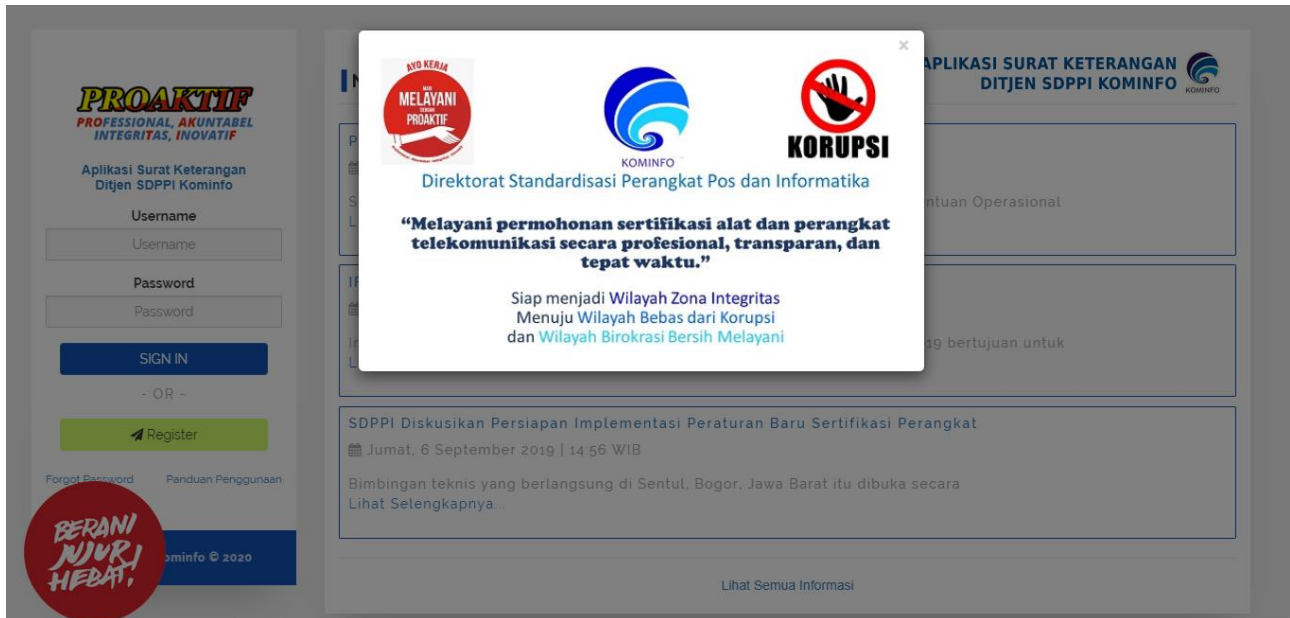 PROAKTIF
PROFESSIONAL, AKUNTABEL
INTEGRITAS, INOVATIF
Aplikasi Surat Keterangan
Ditjen SDPPI Kominfo
Username
Username
Password
Password
SIGN IN
- OR -
Register
Forgot Password
Panduan Penggunaan
BERANI
JUJUR,
HEBAT,
ominfo © 2020
×
AYO KERJA
MELAYANI
DENGAN
PROAKTIF
KOMINFO
KORUPSI
Direktorat Standardisasi Perangkat Pos dan Informatika
“Melayani permohonan sertifikasi alat dan perangkat
telekomunikasi secara profesional, transparan, dan
tepat waktu.”
Siap menjadi Wilayah Zona Integritas
Menuju Wilayah Bebas dari Korupsi
dan Wilayah Birokrasi Bersih Melayani
APLIKASI SURAT KETERANGAN
DITJEN SDPPI KOMINFO
KOMINFO
ntuan Operasional
19 bertujuan untuk
SDPPI Diskusikan Persiapan Implementasi Peraturan Baru Sertifikasi Perangkat
Jumat, 6 September 2019 | 14:56 WIB
Bimbingan teknis yang berlangsung di Sentul, Bogor, Jawa Barat itu dibuka secara
Lihat Selengkapnya...
Lihat Semua Informasi